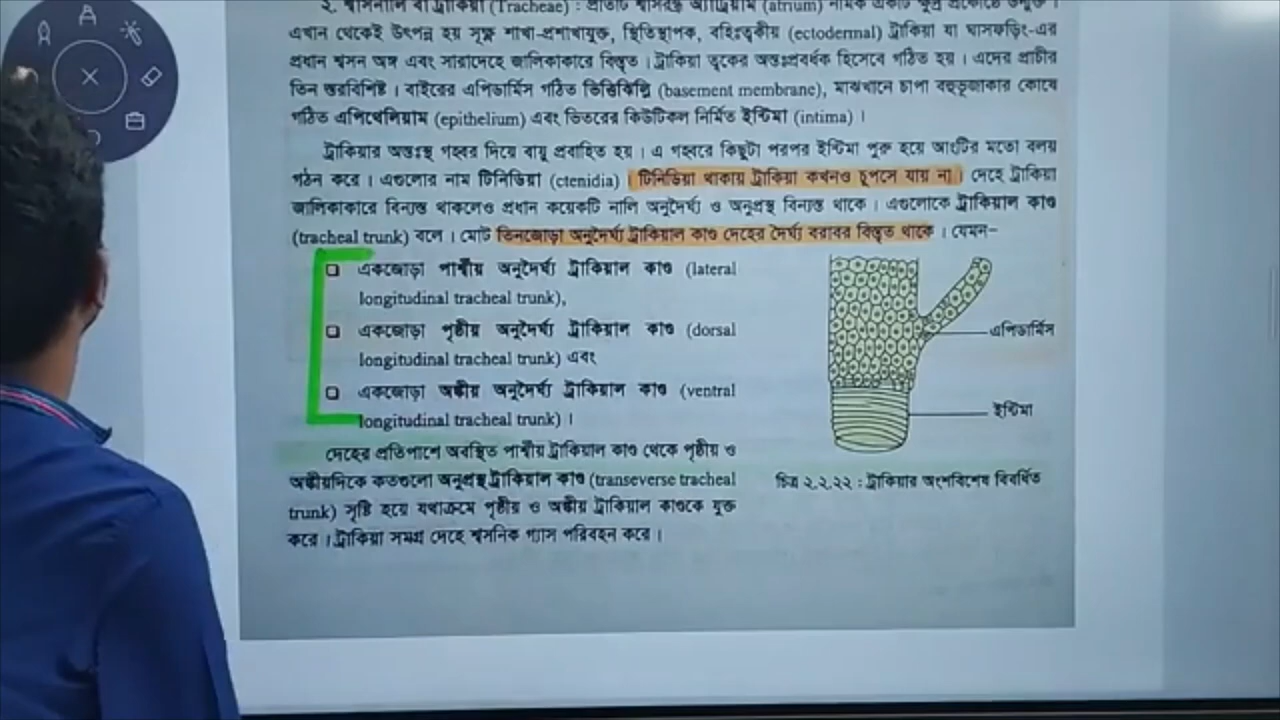 ২. শ্বাসনালি বা ট্রাকিয়া (Tracheae) : প্রতিটি শ্বাসরন্ধ্র অ্যাট্রিয়াম (atrium) নামক একটি ক্ষুদ্র প্রকোষ্ঠে উন্মুক্ত ।
এখান থেকেই উৎপন্ন হয় সূক্ষ্ম শাখা-প্রশাখাযুক্ত, স্থিতিস্থাপক, বহিঃত্বকীয় (ectodermal) ট্রাকিয়া যা ঘাসফড়িং-এর
প্রধান শ্বসন অঙ্গ এবং সারাদেহে জালিকাকারে বিস্তৃত । ট্রাকিয়া ত্বকের অন্তঃপ্রবর্ধক হিসেবে গঠিত হয় । এদের প্রাচীর
তিন স্তরবিশিষ্ট । বাইরের এপিডার্মিস গঠিত ভিত্তিঝিল্লি (basement membrane), মাঝখানে চাপা বহুভূজাকার কোষে
গঠিত এপিথেলিয়াম (epithelium) এবং ভিতরের কিউটিকল নির্মিত ইন্টিমা (intima) ।
ট্রাকিয়ার অন্তঃস্থ গহ্বর দিয়ে বায়ু প্রবাহিত হয় । এ গহ্বরে কিছুটা পরপর ইন্টিমা পুরু হয়ে আংটির মতো বলয়
গঠন করে । এগুলোর নাম টিনিডিয়া (ctenidia) । টিনিডিয়া থাকায় ট্রাকিয়া কখনও চুপসে যায় না । দেহে ট্রাকিয়া
জালিকাকারে বিন্যস্ত থাকলেও প্রধান কয়েকটি নালি অনুদৈর্ঘ্য ও অনুপ্রস্থ বিন্যস্ত থাকে । এগুলোকে ট্রাকিয়াল কাণ্ড
(tracheal trunk) বলে । মোট তিনজোড়া অনুদৈর্ঘ্য ট্রাকিয়াল কাণ্ড দেহের দৈর্ঘ্য বরাবর বিস্তৃত থাকে । যেমন–
❑ একজোড়া পার্শ্বীয় অনুদৈর্ঘ্য ট্রাকিয়াল কাণ্ড (lateral
longitudinal tracheal trunk),
❑ একজোড়া পৃষ্ঠীয় অনুদৈর্ঘ্য ট্রাকিয়াল কাণ্ড (dorsal
longitudinal tracheal trunk) এবং
❑ একজোড়া অঙ্কীয় অনুদৈর্ঘ্য ট্রাকিয়াল কাণ্ড (ventral
longitudinal tracheal trunk) ।
দেহের প্রতিপাশে অবস্থিত পার্শ্বীয় ট্রাকিয়াল কাণ্ড থেকে পৃষ্ঠীয় ও
অঙ্কীয়দিকে কতগুলো অনুপ্রস্থ ট্রাকিয়াল কাণ্ড (transeverse tracheal
trunk) সৃষ্টি হয়ে যথাক্রমে পৃষ্ঠীয় ও অঙ্কীয় ট্রাকিয়াল কাণ্ডকে যুক্ত
করে । ট্রাকিয়া সমগ্র দেহে শ্বসনিক গ্যাস পরিবহন করে ।
এপিডার্মিস
ইন্টিমা
চিত্র ২.২.২২ : ট্রাকিয়ার অংশবিশেষ বিবর্ধিত